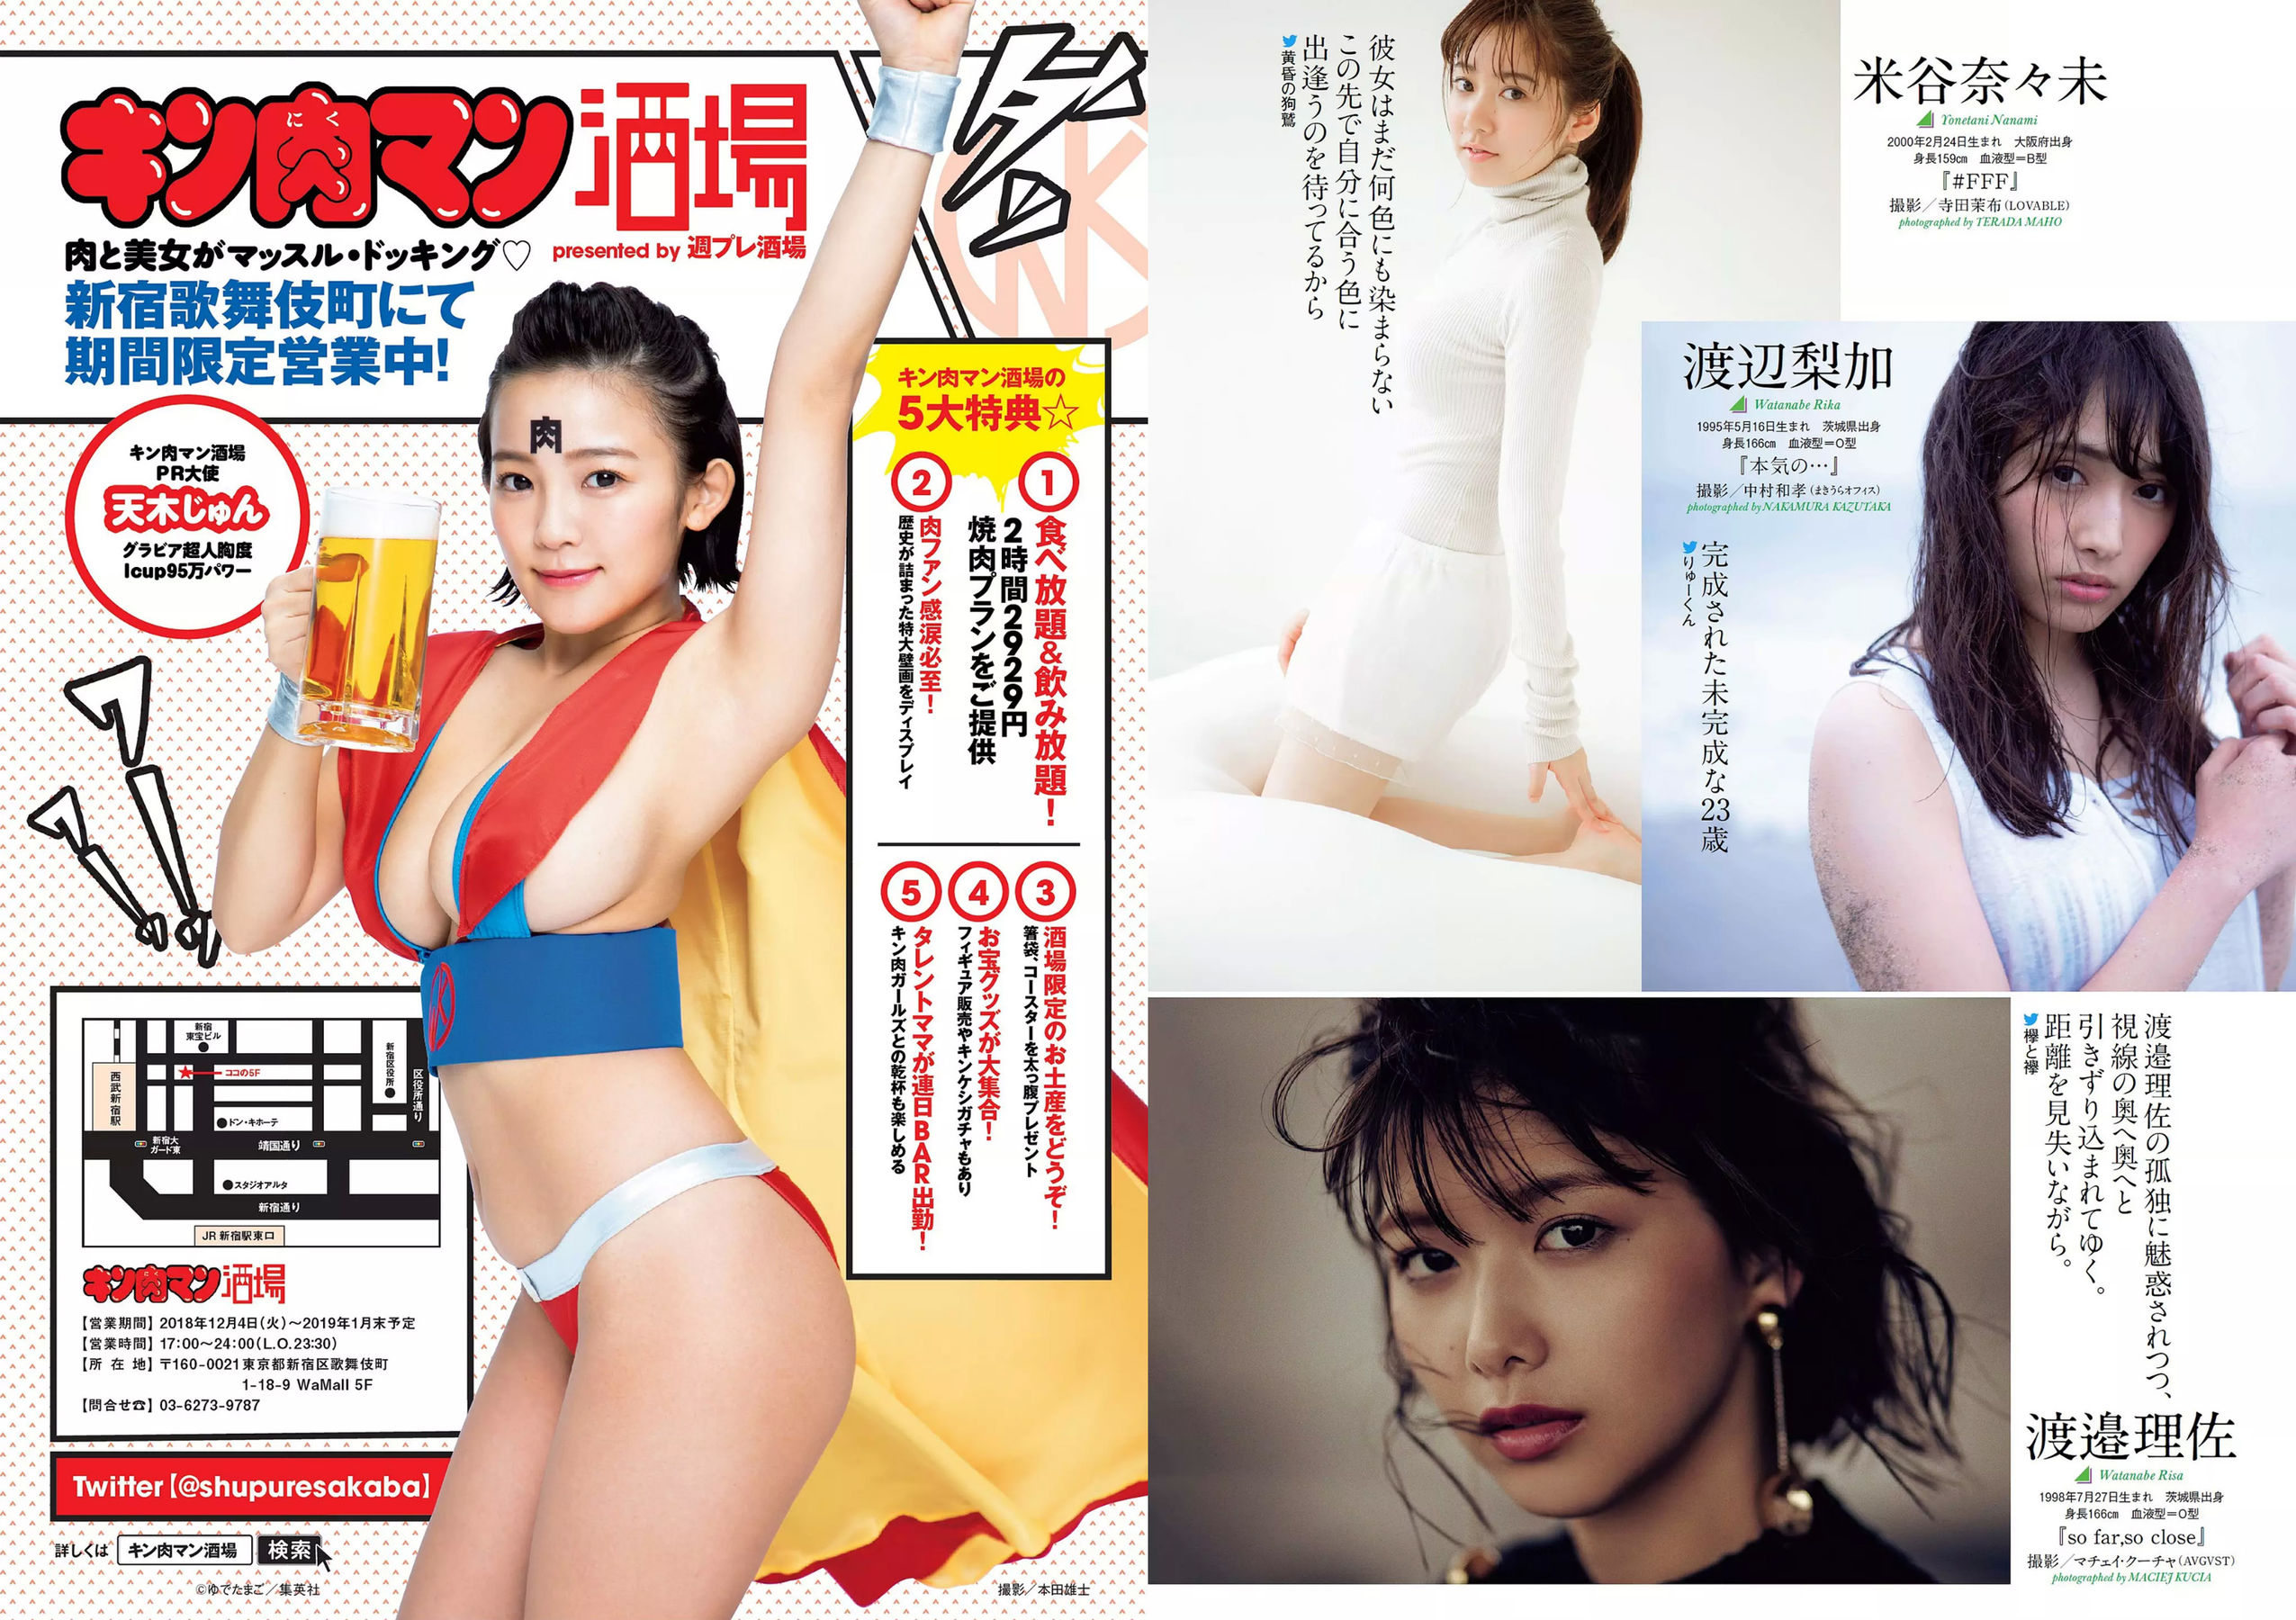 キン肉マン酒場
にく
肉と美女がマッスル・ドッキング♡
presented by 週プレ酒場
新宿歌舞伎町にて
期間限定営業中!
キン肉マン酒場
PR大使
天木じゅん
グラビア超人胸度
Icup95万パワー
肉
キン肉マン酒場の
5大特典☆
①
食べ放題&飲み放題!
2時間2929円
焼肉プランをご提供
②
肉ファン感涙必至!
歴史が詰まった特大壁画をディスプレイ
③
酒場限定のお土産をどうぞ!
箸袋、コースターを太っ腹プレゼント
④
お宝グッズが大集合!
フィギュア販売やキンケシガチャもあり
⑤
タレントママが連日BAR出勤!
キン肉ガールズとの乾杯も楽しめる
新宿
東宝ビル
ココの5F
西武新宿駅
新宿区役所
区役所通り
ドン・キホーテ
新宿大
ガード東
靖国通り
スタジオアルタ
新宿通り
JR 新宿駅東口
キン肉マン酒場
【営業期間】2018年12月4日(火)〜2019年1月末予定
【営業時間】17:00〜24:00(L.O.23:30)
【所在地】〒160-0021 東京都新宿区歌舞伎町
1-18-9 WaMall 5F
【問合せ☎】03-6273-9787
Twitter【@shupuresakaba】
詳しくは キン肉マン酒場 検索
©ゆでたまご/集英社
撮影/本田雄士
彼女はまだ何色にも染まらない
この先で自分に合う色に
出逢うのを待ってるから
黄昏の狗鷲
米谷奈々未
Yonetani Nanami
2000年2月24日生まれ 大阪府出身
身長159㎝ 血液型=B型
『#FFF』
撮影/寺田茉布(LOVABLE)
photographed by TERADA MAHO
渡辺梨加
Watanabe Rika
1995年5月16日生まれ 茨城県出身
身長166㎝ 血液型=O型
『本気の…』
撮影/中村和孝(まきうらオフィス)
photographed by NAKAMURA KAZUTAKA
完成された未完成な23歳
りゅーくん
渡邉理佐の孤独に魅惑されつつ、
視線の奥へ奥へと
引きずり込まれてゆく。
距離を見失いながら。
欅と欅
渡邉理佐
Watanabe Risa
1998年7月27日生まれ 茨城県出身
身長166㎝ 血液型=O型
『so far,so close』
撮影/マチェイ・クーチャ(AVGVST)
photographed by MACIEJ KUCIA